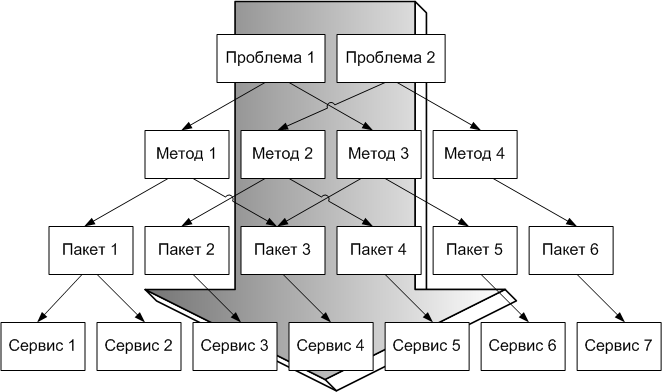 Проблема 1
Проблема 2
Метод 1
Метод 2
Метод 3
Метод 4
Пакет 1
Пакет 2
Пакет 3
Пакет 4
Пакет 5
Пакет 6
Сервис 1
Сервис 2
Сервис 3
Сервис 4
Сервис 5
Сервис 6
Сервис 7